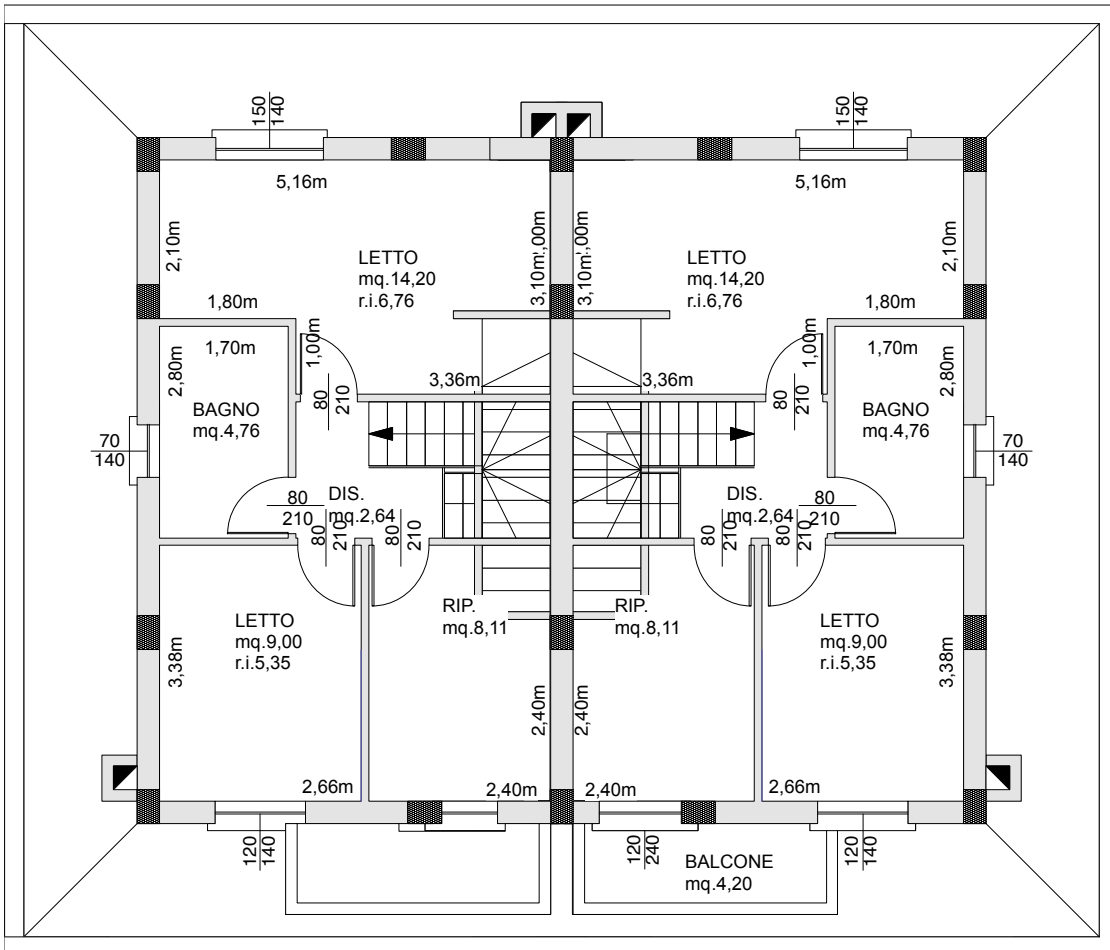 150
140
150
140
5,16m
5,16m
2,10m
3,10m
,00m
3,10m
,00m
2,10m
LETTO
mq.14,20
r.i.6,76
LETTO
mq.14,20
r.i.6,76
1,80m
1,80m
1,70m
1,00m
1,00m
1,70m
2,80m
2,80m
3,36m
3,36m
80
210
80
210
BAGNO
mq.4,76
BAGNO
mq.4,76
70
140
70
140
80
210
DIS.
mq.2,64
DIS.
mq.2,64
80
210
80
210
80
210
80
210
80
210
LETTO
mq.9,00
r.i.5,35
RIP.
mq.8,11
RIP.
mq.8,11
LETTO
mq.9,00
r.i.5,35
3,38m
3,38m
2,40m
2,40m
2,66m
2,40m
2,40m
2,66m
120
140
120
240
120
140
BALCONE
mq.4,20